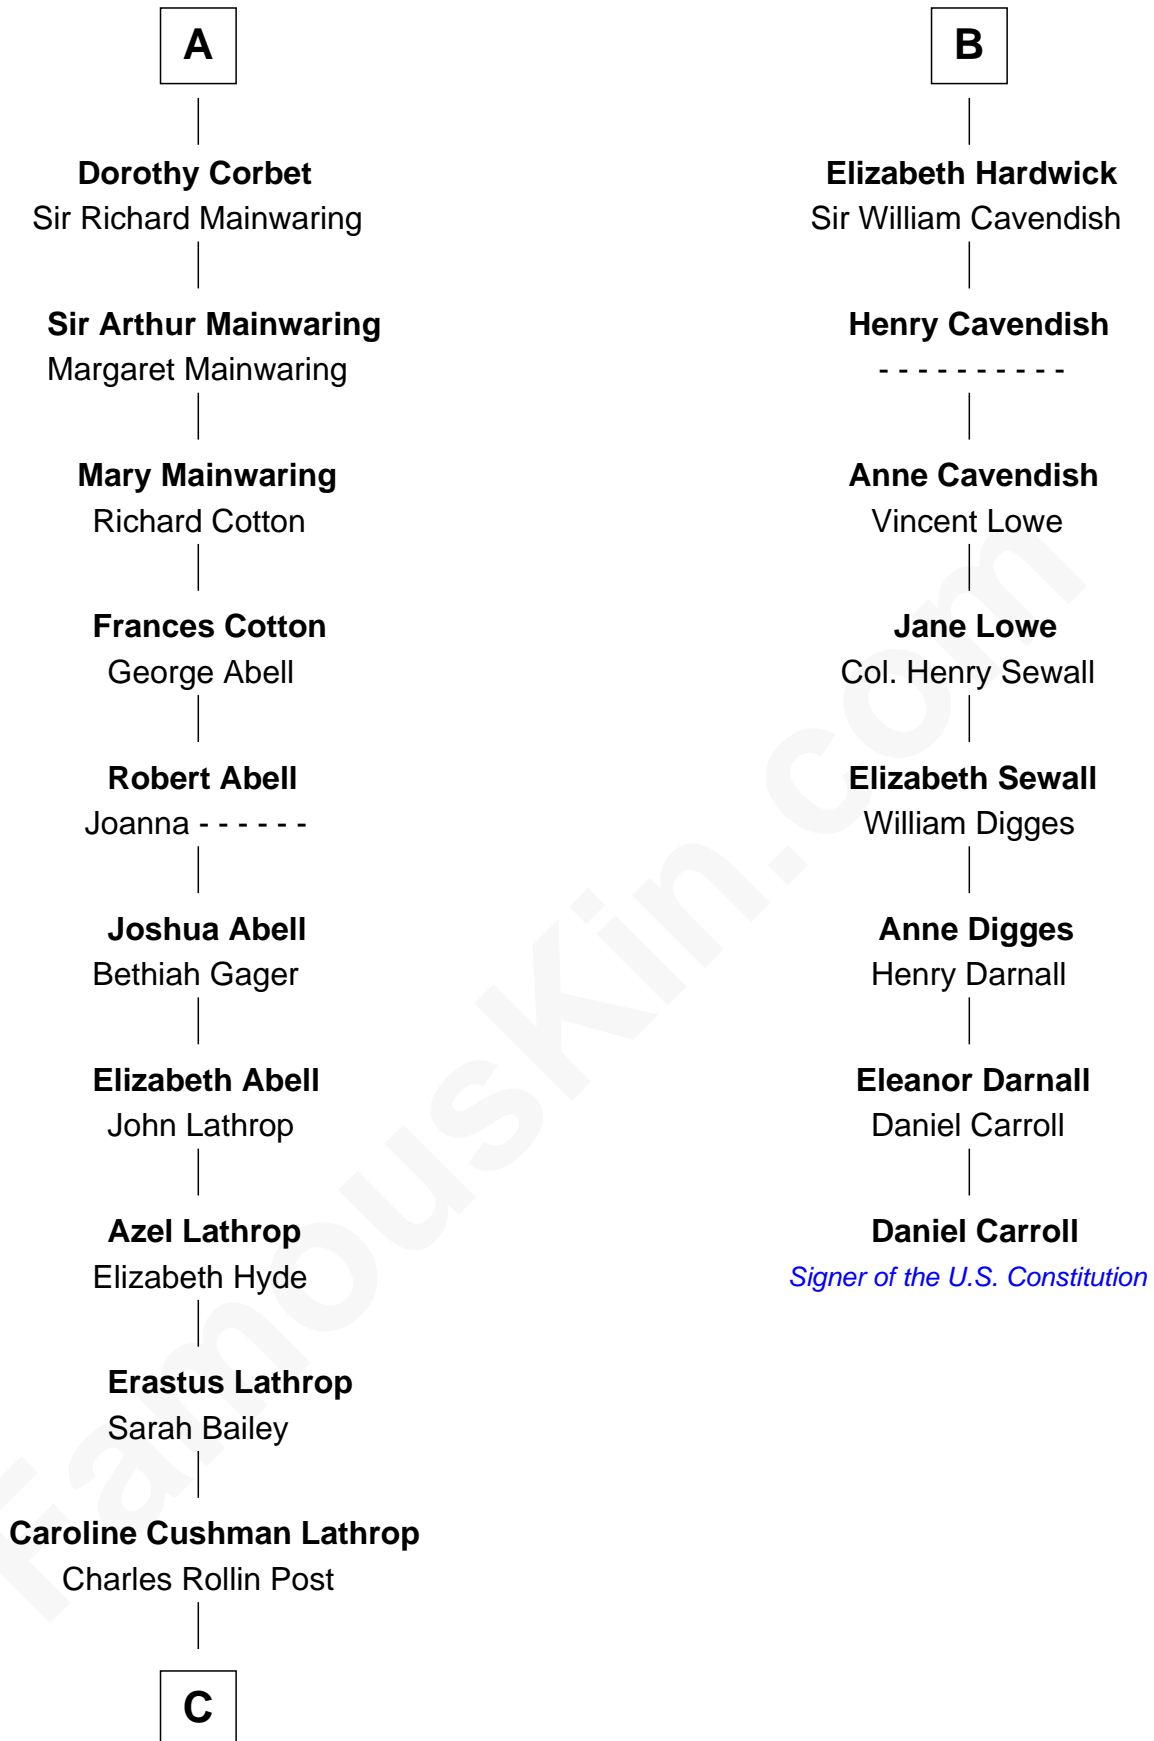 A
Dorothy Corbet
Sir Richard Mainwaring
Sir Arthur Mainwaring
Margaret Mainwaring
Mary Mainwaring
Richard Cotton
Frances Cotton
George Abell
Robert Abell
Joanna - - - - - -
Joshua Abell
Bethiah Gager
Elizabeth Abell
John Lathrop
Azel Lathrop
Elizabeth Hyde
Erastus Lathrop
Sarah Bailey
Caroline Cushman Lathrop
Charles Rollin Post
C
B
Elizabeth Hardwick
Sir William Cavendish
Henry Cavendish
- - - - - - - - - -
Anne Cavendish
Vincent Lowe
Jane Lowe
Col. Henry Sewall
Elizabeth Sewall
William Digges
Anne Digges
Henry Darnall
Eleanor Darnall
Daniel Carroll
Daniel Carroll
Signer of the U.S. Constitution
FamousKin.com